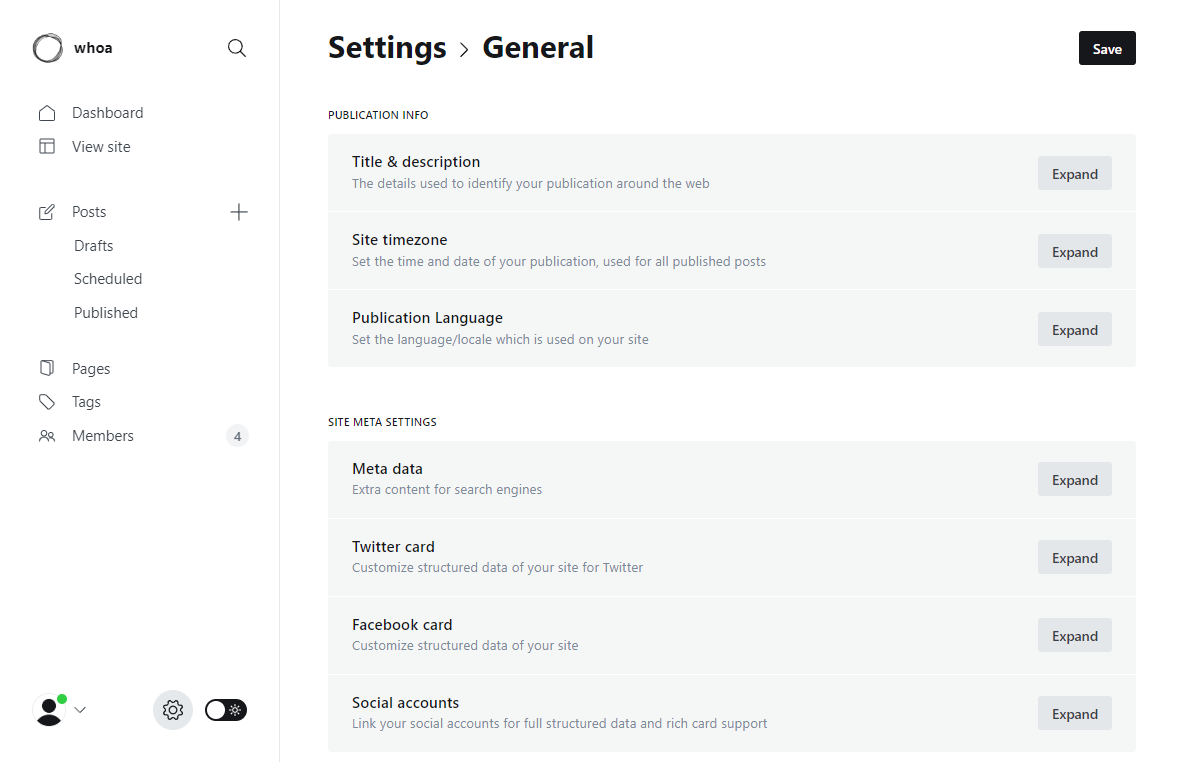 whoa
Dashboard
View site
Posts
Drafts
Scheduled
Published
Pages
Tags
Members 4
Settings > General
Save
PUBLICATION INFO
Title & description
The details used to identify your publication around the web
Expand
Site timezone
Set the time and date of your publication, used for all published posts
Expand
Publication Language
Set the language/locale which is used on your site
Expand
SITE META SETTINGS
Meta data
Extra content for search engines
Expand
Twitter card
Customize structured data of your site for Twitter
Expand
Facebook card
Customize structured data of your site
Expand
Social accounts
Link your social accounts for full structured data and rich card support
Expand